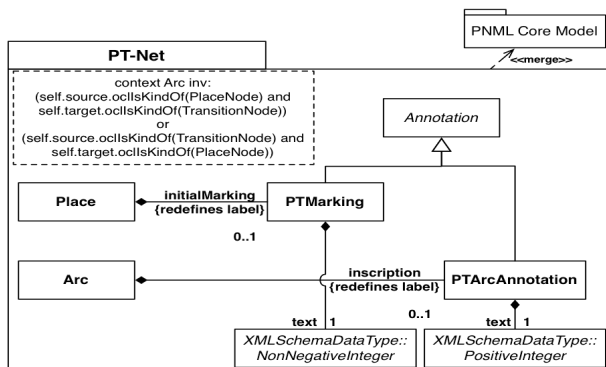 PNML Core Model
PT-Net
<<merge>>
context Arc inv:
(self.source.oclIsKindOf(PlaceNode) and
self.target.oclIsKindOf(TransitionNode))
or
(self.source.oclIsKindOf(TransitionNode) and
self.target.oclIsKindOf(PlaceNode))
Annotation
Place
initialMarking
{redefines label}
PTMarking
0..1
Arc
inscription
{redefines label}
PTArcAnnotation
0..1
text 1
text 1
XMLSchemaDataType::
NonNegativeInteger
XMLSchemaDataType::
PositiveInteger